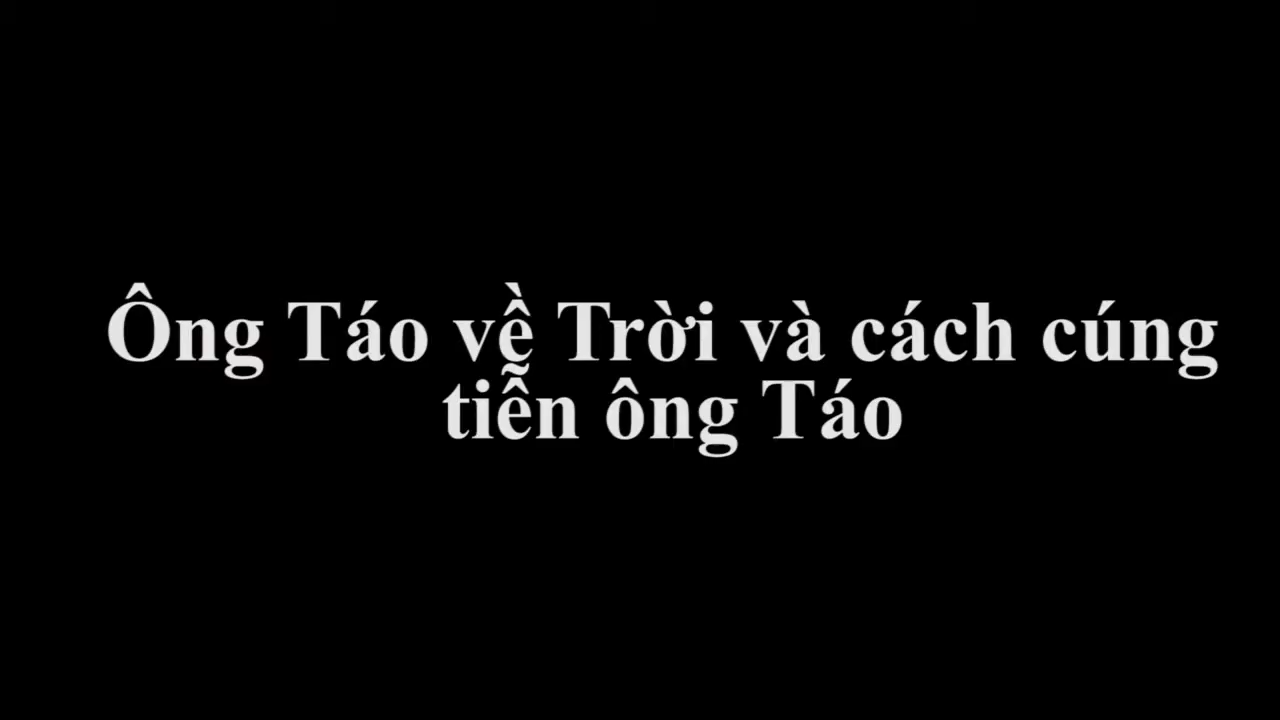 Ông Táo về Trời và cách cúng
tiễn ông Táo